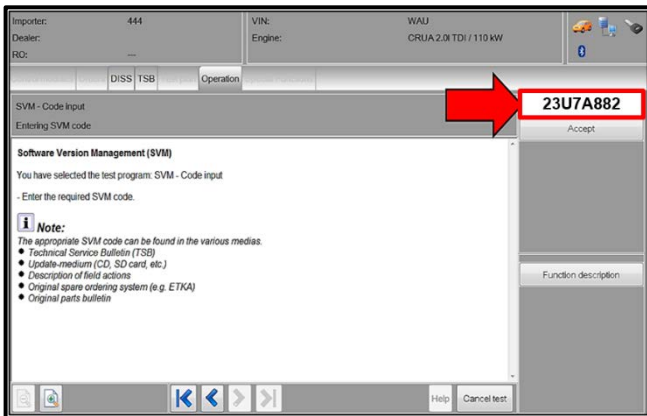 Importer: 444 VIN: WAU
Dealer: Engine: CRUA 2.0l TDI / 110 kW
RO: ---
0
DISS TSB Operation
SVM - Code input
Entering SVM code
23U7A882
Accept
Software Version Management (SVM)
You have selected the test program: SVM - Code input
- Enter the required SVM code.
i Note:
The appropriate SVM code can be found in the various medias.
Technical Service Bulletin (TSB)
Update-medium (CD, SD card, etc.)
Description of field actions
Original spare ordering system (e.g. ETKA)
Original parts bulletin
Function description
Help Cancel test